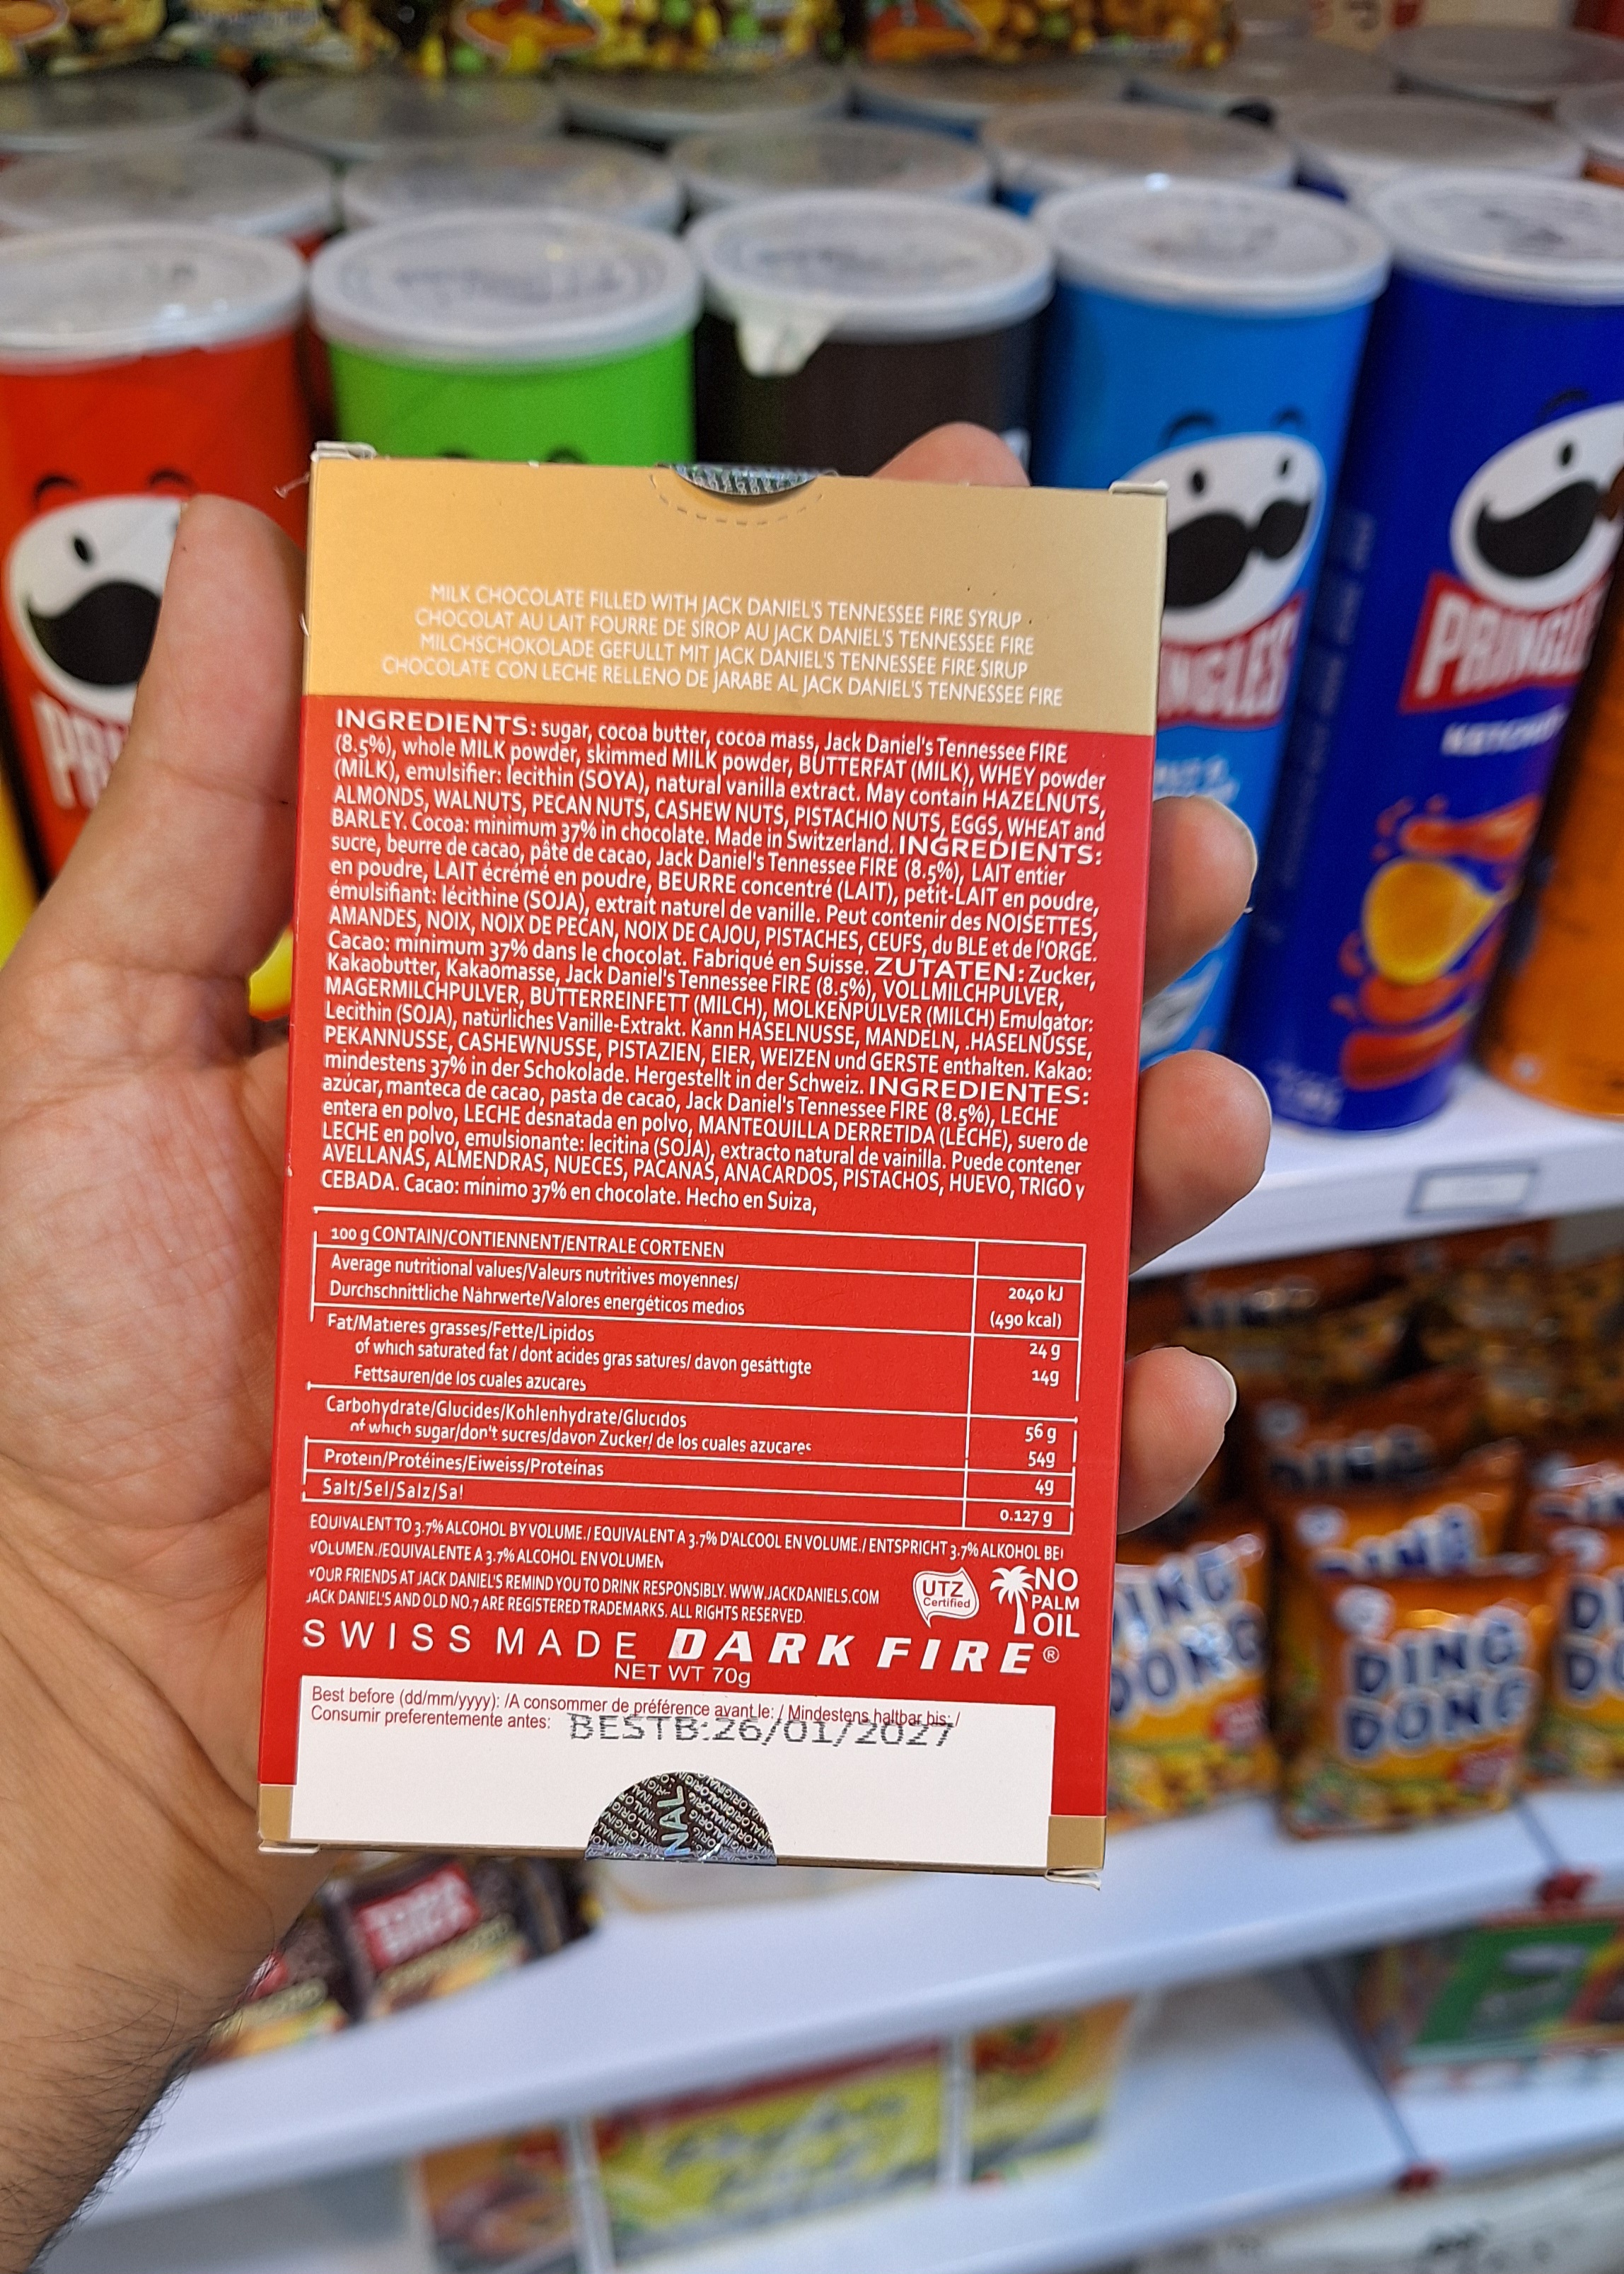 MILK CHOCOLATE FILLED WITH JACK DANIEL'S TENNESSEE FIRE SYRUP
CHOCOLAT AU LAIT FOURRE DE SIROP AU JACK DANIEL'S TENNESSEE FIRE
MILCHSCHOKOLADE GEFULLT MIT JACK DANIEL'S TENNESSEE FIRE-SIRUP
CHOCOLATE CON LECHE RELLENO DE JARABE AL JACK DANIEL'S TENNESSEE FIRE
INGREDIENTS: sugar, cocoa butter, cocoa mass, Jack Daniel's Tennessee FIRE
(8.5%), whole MILK powder, skimmed MILK powder, BUTTERFAT (MILK), WHEY powder
(MILK), emulsifier: lecithin (SOYA), natural vanilla extract. May contain HAZELNUTS,
ALMONDS, WALNUTS, PECAN NUTS, CASHEW NUTS, PISTACHIO NUTS, EGGS, WHEAT and
BARLEY. Cocoa: minimum 37% in chocolate. Made in Switzerland. INGREDIENTS:
sucre, beurre de cacao, pâte de cacao, Jack Daniel's Tennessee FIRE (8.5%), LAIT entier
en poudre, LAIT écrémé en poudre, BEURRE concentré (LAIT), petit-LAIT en poudre,
émulsifiant: lécithine (SOJA), extrait naturel de vanille. Peut contenir des NOISETTES,
AMANDES, NOIX, NOIX DE PECAN, NOIX DE CAJOU, PISTACHES, CEUFS, du BLE et de l'ORGE.
Cacao: minimum 37% dans le chocolat. Fabriqué en Suisse. ZUTATEN: Zucker,
Kakaobutter, Kakaomasse, Jack Daniel's Tennessee FIRE (8.5%), VOLLMILCHPULVER,
MAGERMILCHPULVER, BUTTERREINFETT (MILCH), MOLKENPULVER (MILCH) Emulgator:
Lecithin (SOJA), natürliches Vanille-Extrakt. Kann HASELNUSSE, MANDELN, .HASELNUSSE,
PEKANNUSSE, CASHEWNUSSE, PISTAZIEN, EIER, WEIZEN und GERSTE enthalten. Kakao:
mindestens 37% in der Schokolade. Hergestellt in der Schweiz. INGREDIENTES:
azúcar, manteca de cacao, pasta de cacao, Jack Daniel's Tennessee FIRE (8.5%), LECHE
entera en polvo, LECHE desnatada en polvo, MANTEQUILLA DERRETIDA (LECHE), suero de
LECHE en polvo, emulsionante: lecitina (SOJA), extracto natural de vainilla. Puede contener
AVELLANAS, ALMENDRAS, NUECES, PACANAS, ANACARDOS, PISTACHOS, HUEVO, TRIGO y
CEBADA. Cacao: mínimo 37% en chocolate. Hecho en Suiza,
100 g CONTAIN/CONTIENNENT/ENTRALE CORTENEN
Average nutritional values/Valeurs nutritives moyennes/ 2040 kJ
Durchschnittliche Nährwerte/Valores energéticos medios (490 kcal)
Fat/Matieres grasses/Fette/Lipidos 24 g
of which saturated fat / dont acides gras satures/ davon gesättigte 14g
Fettsauren/de los cuales azucares
Carbohydrate/Glucides/Kohlenhydrate/Glucidos 56 g
of which sugar/don't sucres/davon Zucker/ de los cuales azucares 54g
Protein/Protéines/Eiweiss/Proteínas 4g
Salt/Sel/Salz/Sal 0.127 g
EQUIVALENT TO 3.7% ALCOHOL BY VOLUME./ EQUIVALENT A 3.7% D'ALCOOL EN VOLUME./ ENTSPRICHT 3.7% ALKOHOL BEI
VOLUMEN./EQUIVALENTE A 3.7% ALCOHOL EN VOLUMEN
YOUR FRIENDS AT JACK DANIEL'S REMIND YOU TO DRINK RESPONSIBLY. WWW.JACKDANIELS.COM
JACK DANIEL'S AND OLD NO.7 ARE REGISTERED TRADEMARKS. ALL RIGHTS RESERVED.
UTZ
Certified
NO
PALM
OIL
SWISS MADE DARK FIRE®
NET WT 70g
Best before (dd/mm/yyyy): /A consommer de préférence avant le: / Mindestens haltbar bis: /
Consumir preferentemente antes: BESTB:26/01/2027
PRINGLES
KETCHUP
DING
DONG
DING
DONG